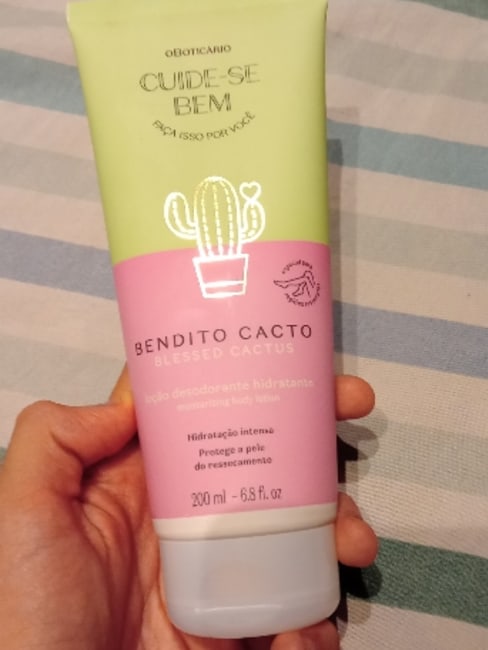 oBOTICÁRIO
CUIDE-SE
BEM
FAÇA ISSO POR VOCÊ
BENDITO CACTO
BLESSED CACTUS
loção desodorante hidratante
moisturizing body lotion
Hidratação intensa
Protege a pele
do ressecamento
200 ml - 6.8 fl. oz